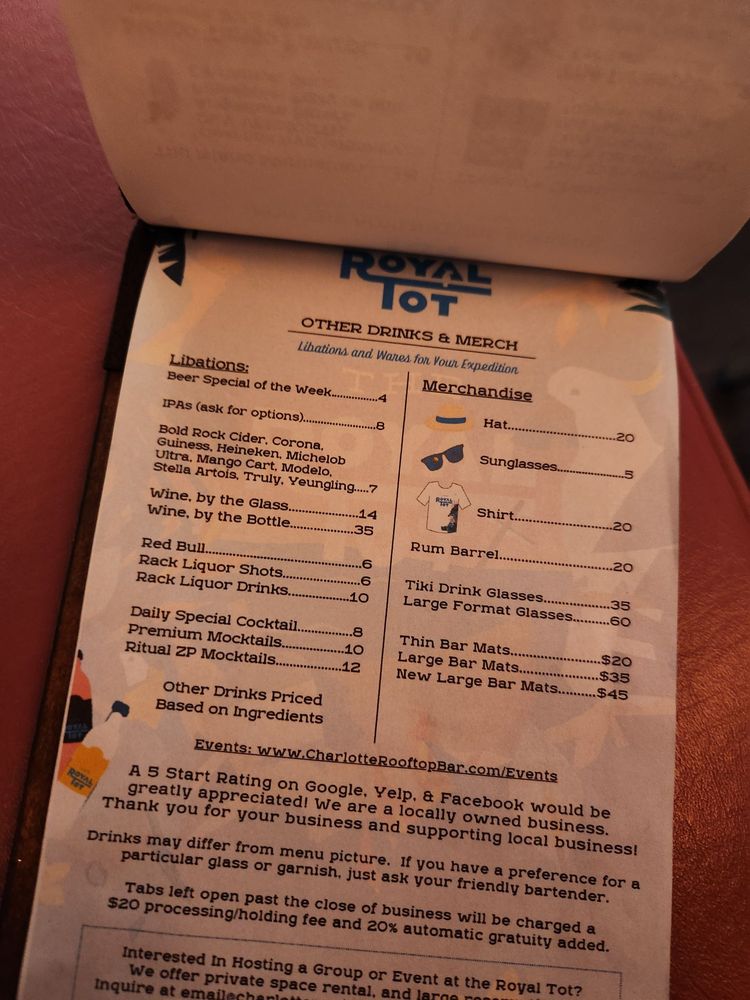 ROYAL
TOT
OTHER DRINKS & MERCH
Libations and Wares for Your Expedition
Libations:
Beer Special of the Week..............4
IPAs (ask for options)......................8
Bold Rock Cider, Corona,
Guiness, Heineken, Michelob
Ultra, Mango Cart, Modelo,
Stella Artois, Truly, Yeungling.....7
Wine, by the Glass.....................14
Wine, by the Bottle...................35
Red Bull................................................6
Rack Liquor Shots.......................6
Rack Liquor Drinks..................10
Daily Special Cocktail................8
Premium Mocktails...................10
Ritual ZP Mocktails....................12
Other Drinks Priced
Based on Ingredients
Merchandise
Hat.................................20
Sunglasses.....................5
ROYAL
TOT
Shirt..............................20
Rum Barrel...................................20
Tiki Drink Glasses...............35
Large Format Glasses.........60
Thin Bar Mats....................$20
Large Bar Mats..................$35
New Large Bar Mats.........$45
Events: www.CharlotteRooftopBar.com/Events
A 5 Start Rating on Google, Yelp, & Facebook would be
greatly appreciated! We are a locally owned business.
Thank you for your business and supporting local business!
ROYAL
TOT
Drinks may differ from menu picture. If you have a preference for a
particular glass or garnish, just ask your friendly bartender.
Tabs left open past the close of business will be charged a
$20 processing/holding fee and 20% automatic gratuity added.
Interested In Hosting a Group or Event at the Royal Tot?
We offer private space rental, and large
Inquire at